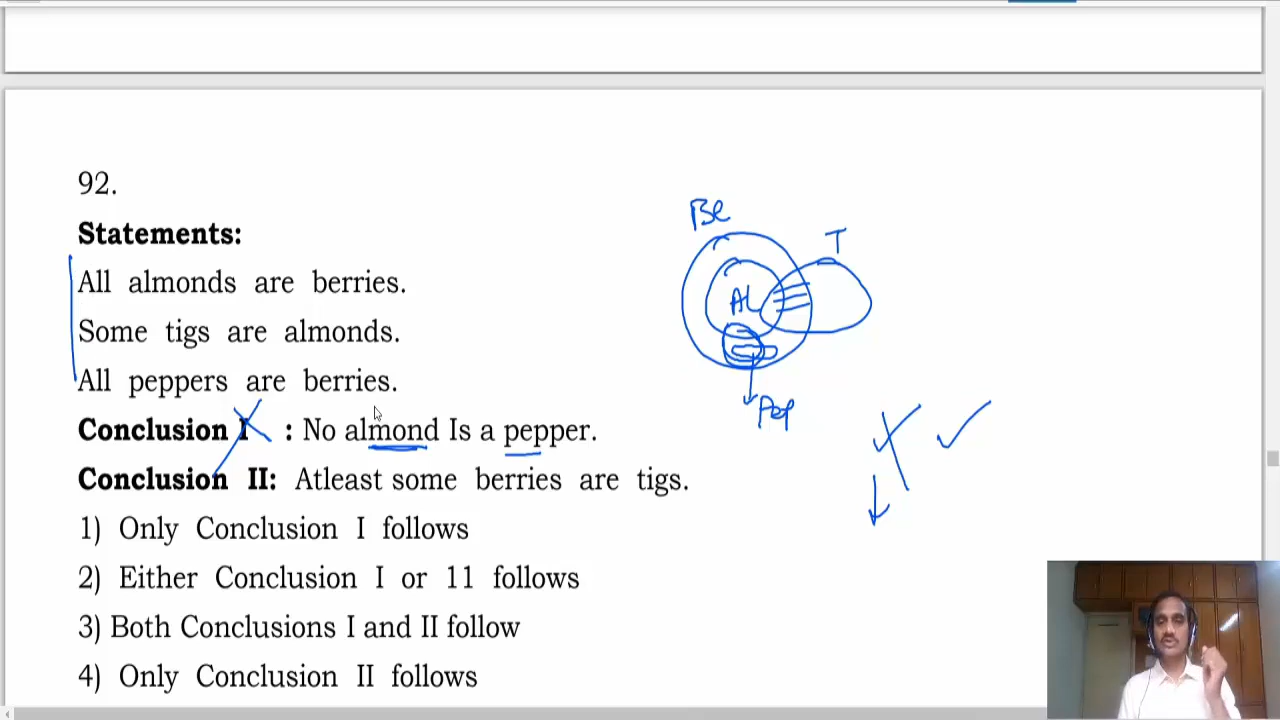 92.
Be
Statements:
T
All almonds are berries.
AL
Some tigs are almonds.
All peppers are berries.
Pep
Conclusion I : No almond Is a pepper.
Conclusion II: Atleast some berries are tigs.
1) Only Conclusion I follows
2) Either Conclusion I or 11 follows
3) Both Conclusions I and II follow
4) Only Conclusion II follows